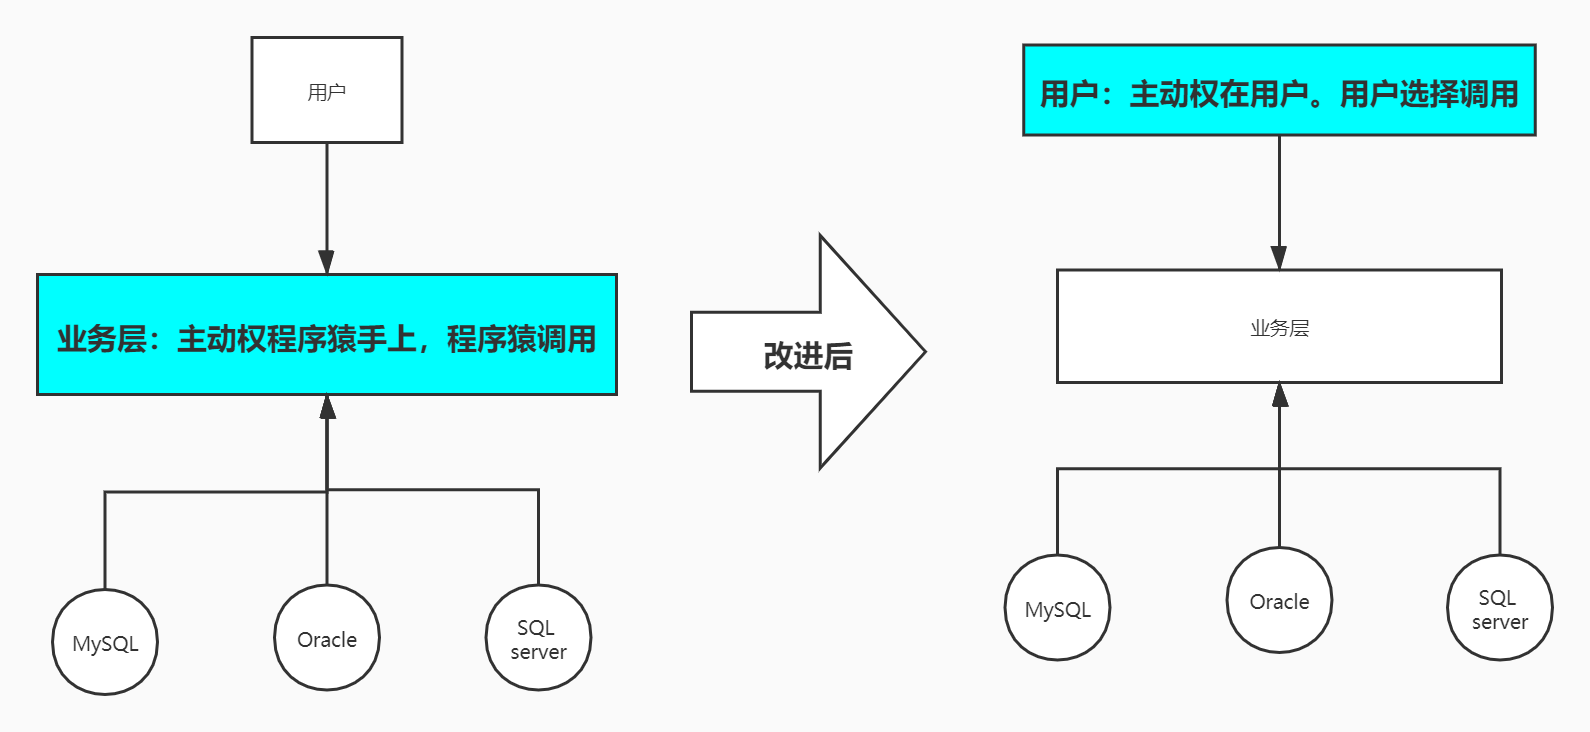 用户
业务层：主动权程序猿手上，程序猿调用
MySQL
Oracle
SQL
server
改进后
用户：主动权在用户。用户选择调用
业务层
MySQL
Oracle
SQL
server